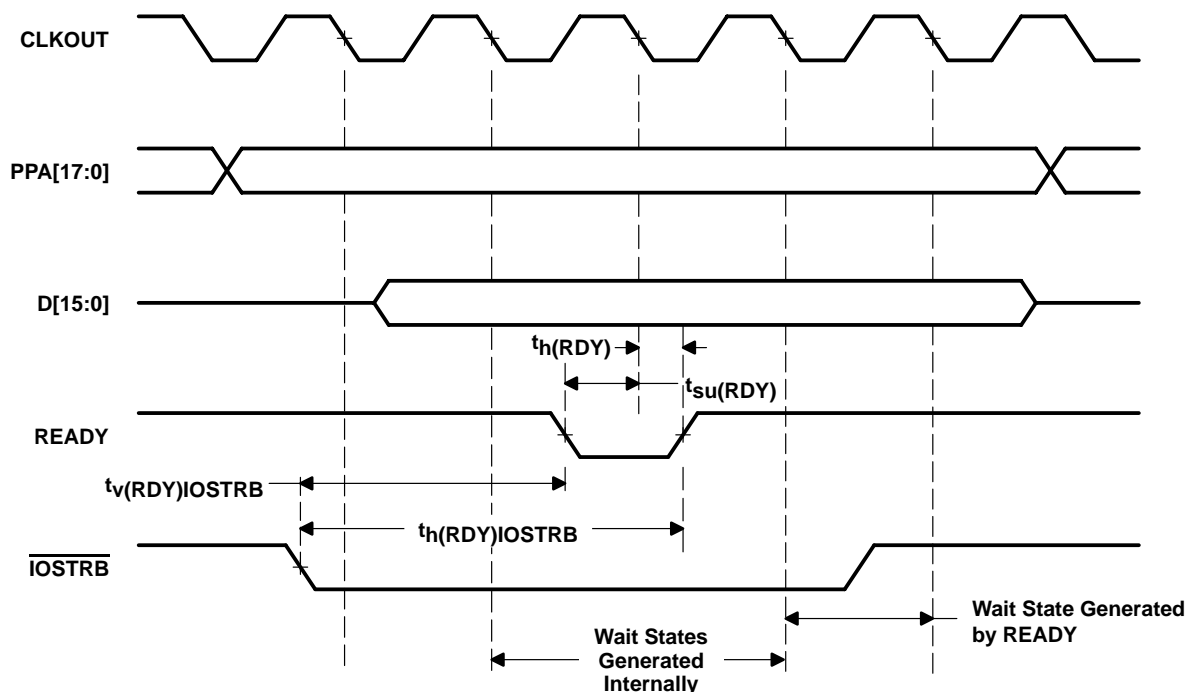 CLKOUT
PPA[17:0]
D[15:0]
th(RDY)
tsu(RDY)
READY
tv(RDY)IOSTRB
th(RDY)IOSTRB
IOSTRB
Wait State Generated
by READY
Wait States
Generated
Internally